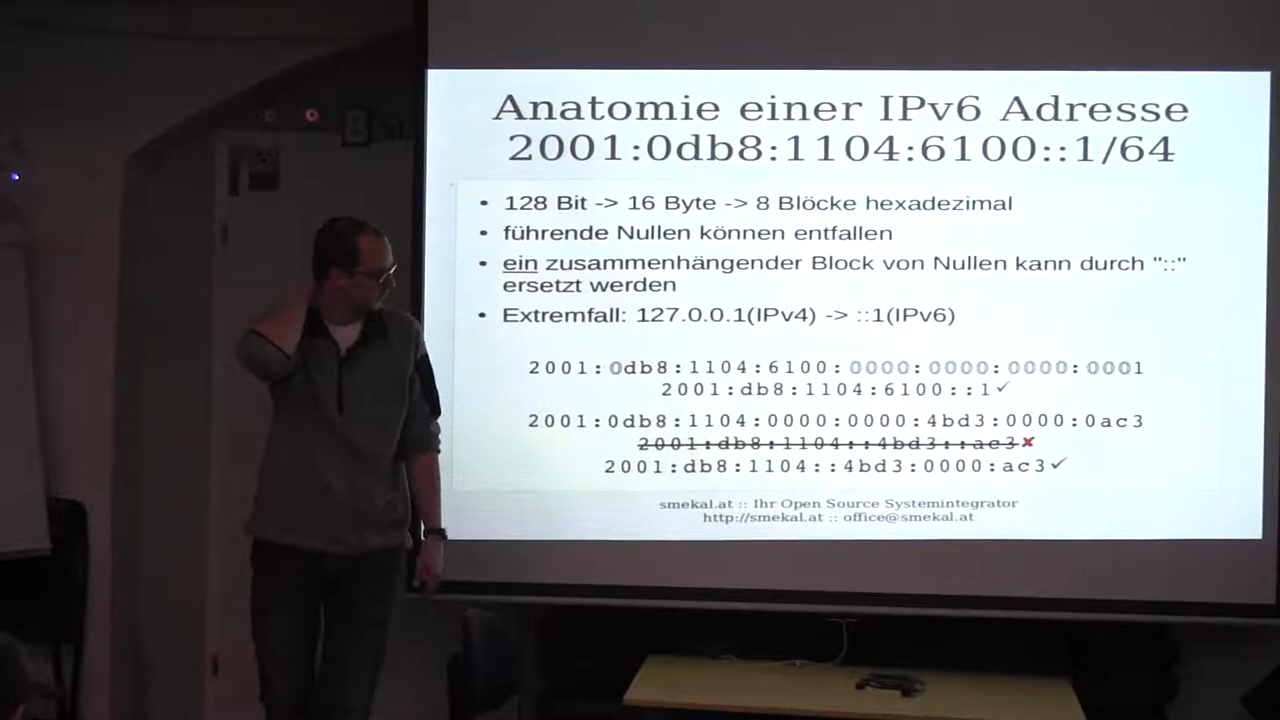 Anatomie einer IPv6 Adresse
2001:0db8:1104:6100::1/64
• 128 Bit -> 16 Byte -> 8 Blöcke hexadezimal
• führende Nullen können entfallen
• ein zusammenhängender Block von Nullen kann durch "::"
ersetzt werden
• Extremfall: 127.0.0.1(IPv4) -> ::1(IPv6)
2001:0db8:1104:6100:0000:0000:0000:0001
2001:db8:1104:6100::1✓
2001:0db8:1104:0000:0000:4bd3:0000:0ac3
2001:db8:1104::4bd3::ac3✗
2001:db8:1104::4bd3:0000:ac3✓
smekal.at :: Ihr Open Source Systemintegrator
http://smekal.at :: office@smekal.at